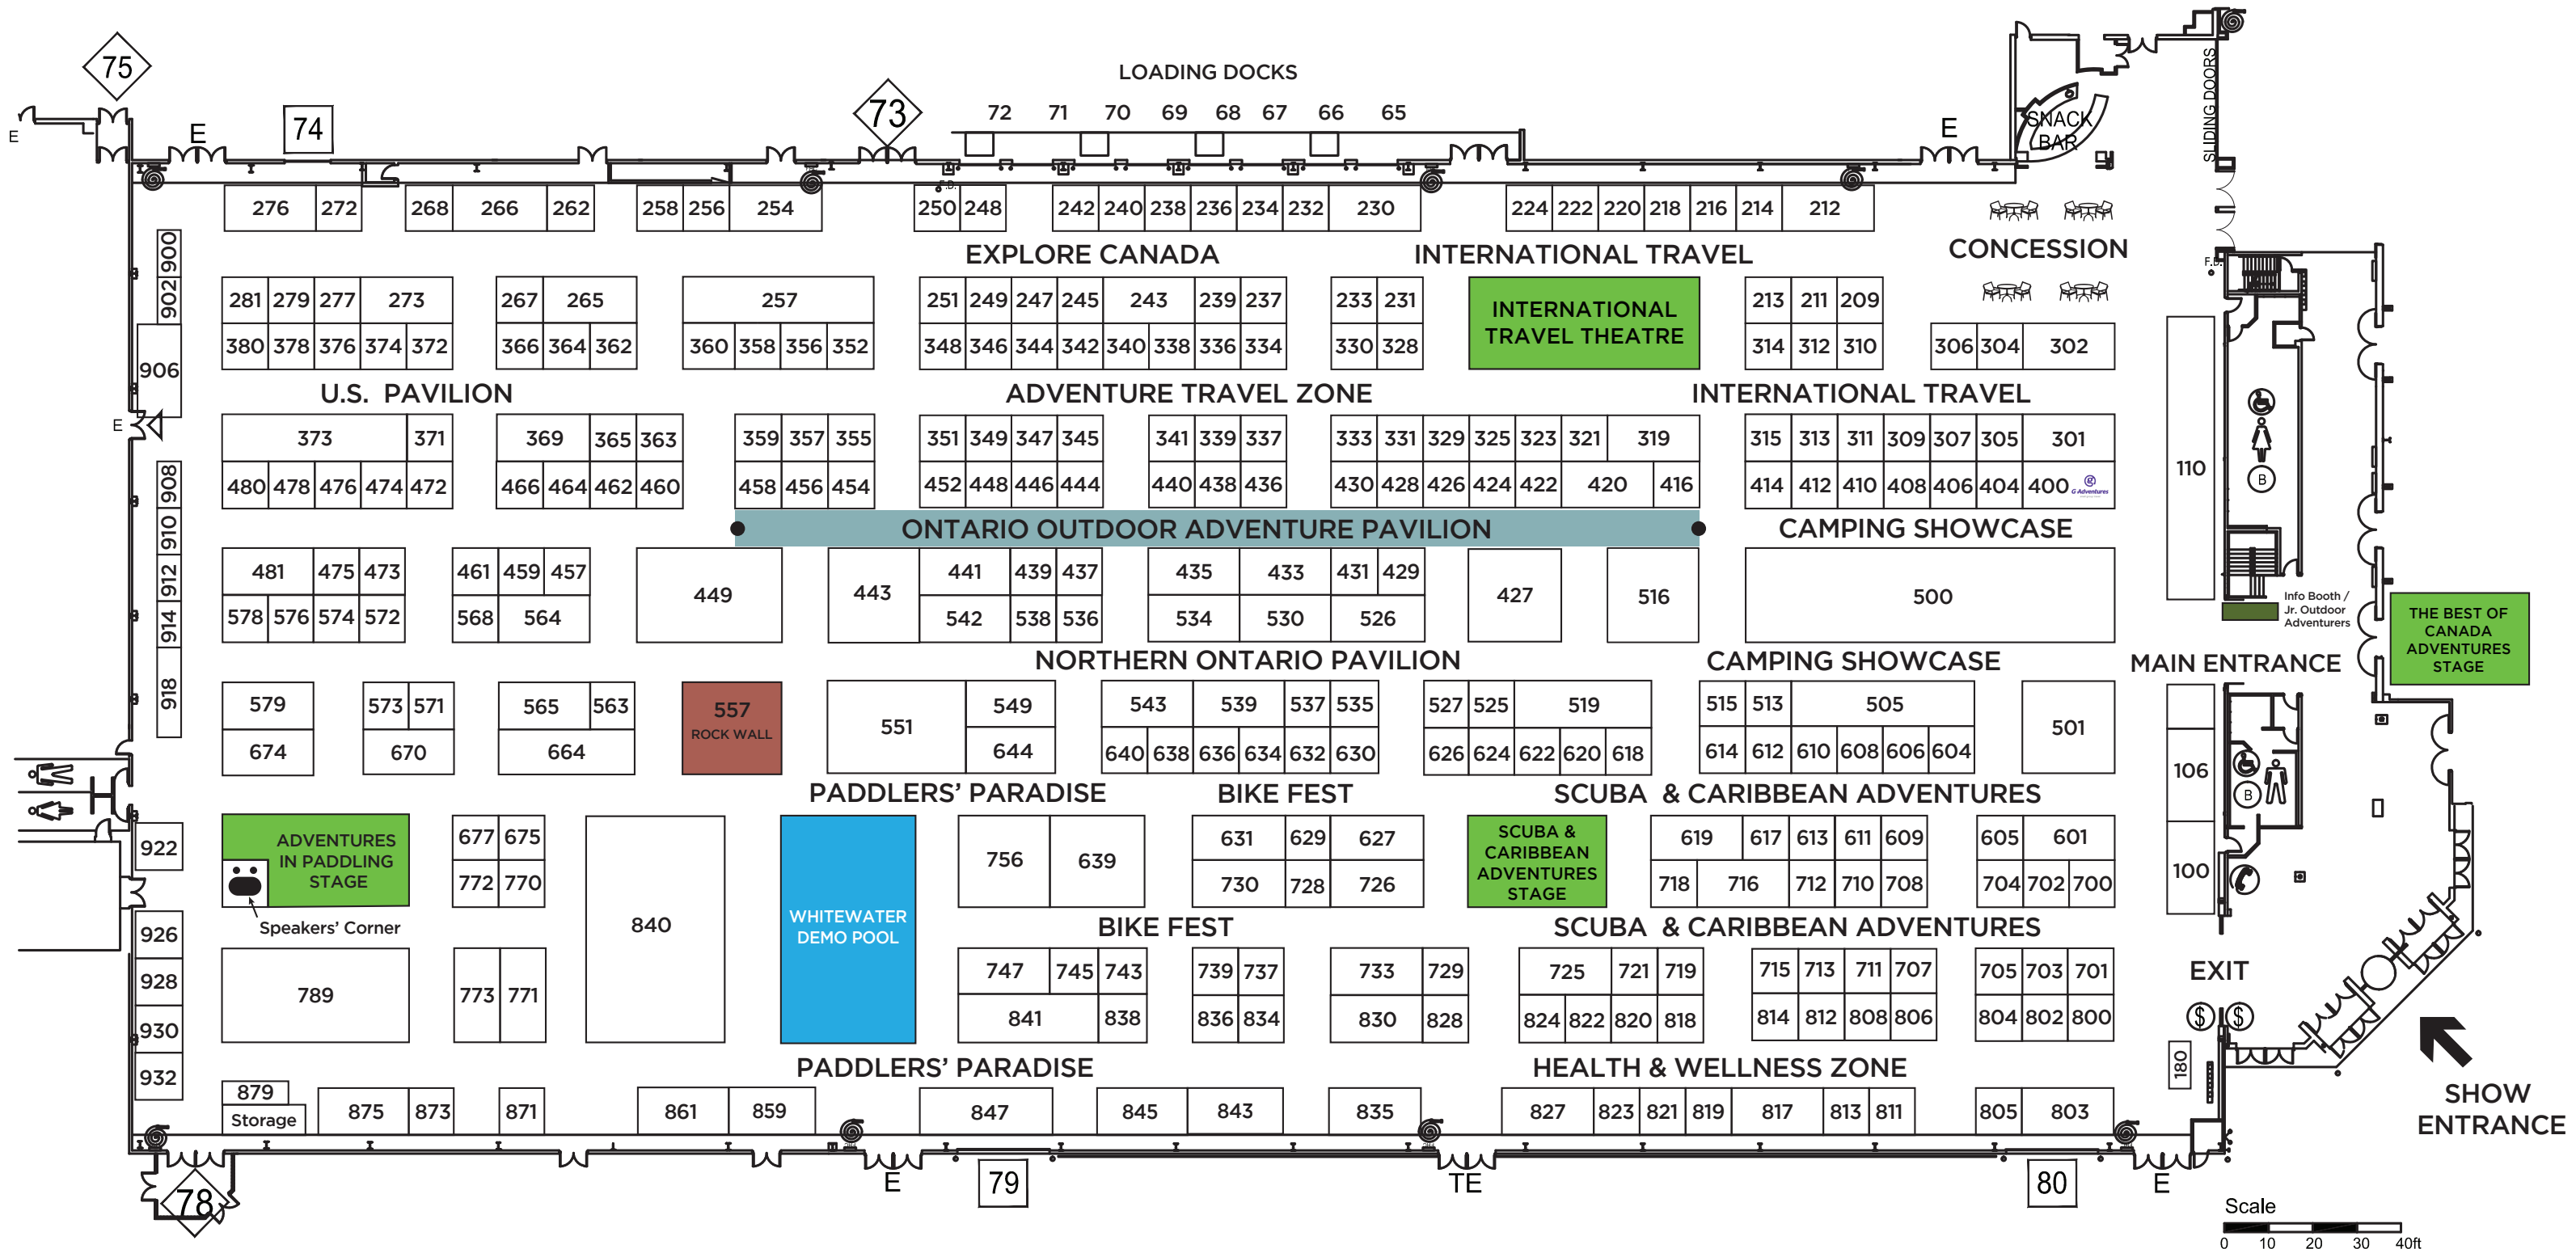 75
LOADING DOCKS
SLIDING DOORS
74
73
72 71 70 69 68 67 66 65
SNACK
BAR
E
E
E
276 272 268 266 262 258 256 254 250 248 242 240 238 236 234 232 230 224 222 220 218 216 214 212
EXPLORE CANADA
INTERNATIONAL TRAVEL
CONCESSION
F.D.
900
902
906
281 279 277 273 267 265 257 251 249 247 245 243 239 237 233 231
INTERNATIONAL
TRAVEL THEATRE
213 211 209
380 378 376 374 372 366 364 362 360 358 356 352 348 346 344 342 340 338 336 334 330 328 314 312 310 306 304 302
U.S. PAVILION
ADVENTURE TRAVEL ZONE
INTERNATIONAL TRAVEL
E
373 371 369 365 363 359 357 355 351 349 347 345 341 339 337 333 331 329 325 323 321 319 315 313 311 309 307 305 301
110
B
480 478 476 474 472 466 464 462 460 458 456 454 452 448 446 444 440 438 436 430 428 426 424 422 420 416 414 412 410 408 406 404 400
G Adventures
908
910
912
914
918
ONTARIO OUTDOOR ADVENTURE PAVILION
CAMPING SHOWCASE
481 475 473 461 459 457 449 443 441 439 437 435 433 431 429 427 516 500
578 576 574 572 568 564 542 538 536 534 530 526
Info Booth /
Jr. Outdoor
Adventurers
THE BEST OF
CANADA
ADVENTURES
STAGE
NORTHERN ONTARIO PAVILION
CAMPING SHOWCASE
MAIN ENTRANCE
579 573 571 565 563 557
ROCK WALL
551 549 543 539 537 535 527 525 519 515 513 505 501
674 670 664 644 640 638 636 634 632 630 626 624 622 620 618 614 612 610 608 606 604
106
B
PADDLERS' PARADISE
BIKE FEST
SCUBA & CARIBBEAN ADVENTURES
922
ADVENTURES
IN PADDLING
STAGE
Speakers' Corner
677 675
772 770
840
WHITEWATER
DEMO POOL
756 639 631 629 627
730 728 726
SCUBA &
CARIBBEAN
ADVENTURES
STAGE
619 617 613 611 609 605 601
718 716 712 710 708 704 702 700
100
BIKE FEST
SCUBA & CARIBBEAN ADVENTURES
926
928
930
932
789 773 771 747 745 743 739 737 733 729 725 721 719 715 713 711 707 705 703 701
841 838 836 834 830 828 824 822 820 818 814 812 808 806 804 802 800
EXIT
$ $
180
PADDLERS' PARADISE
HEALTH & WELLNESS ZONE
SHOW
ENTRANCE
879
Storage
875 873 871 861 859 847 845 843 835 827 823 821 819 817 813 811 805 803
78
E
79
TE
80
E
Scale
0 10 20 30 40ft